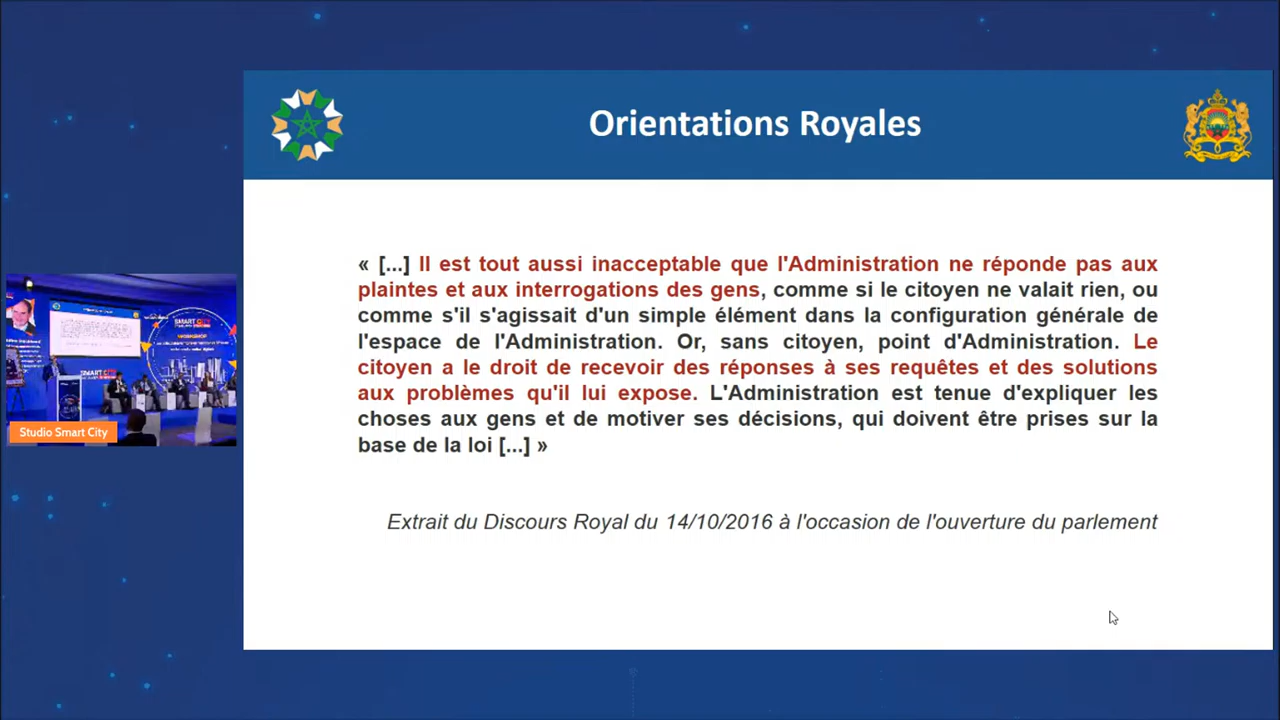 Orientations Royales
« [...] Il est tout aussi inacceptable que l'Administration ne réponde pas aux
plaintes et aux interrogations des gens, comme si le citoyen ne valait rien, ou
comme s'il s'agissait d'un simple élément dans la configuration générale de
l'espace de l'Administration. Or, sans citoyen, point d'Administration. Le
citoyen a le droit de recevoir des réponses à ses requêtes et des solutions
aux problèmes qu'il lui expose. L'Administration est tenue d'expliquer les
choses aux gens et de motiver ses décisions, qui doivent être prises sur la
base de la loi [...] »
Extrait du Discours Royal du 14/10/2016 à l'occasion de l'ouverture du parlement
SMART CITY
WORKSHOP
SMART CITY
Studio Smart City